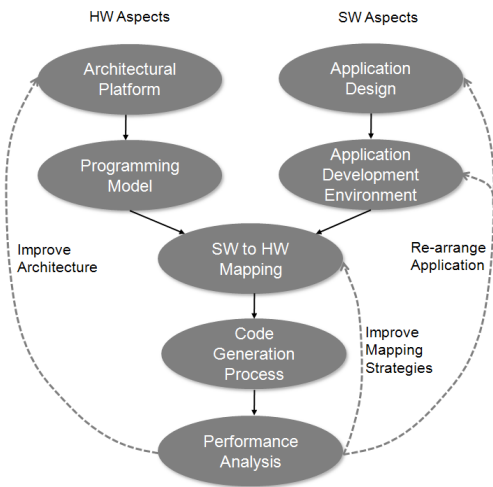 HW Aspects
SW Aspects
Architectural
Platform
Application
Design
Programming
Model
Application
Development
Environment
SW to HW
Mapping
Improve
Architecture
Re-arrange
Application
Code
Generation
Process
Improve
Mapping
Strategies
Performance
Analysis